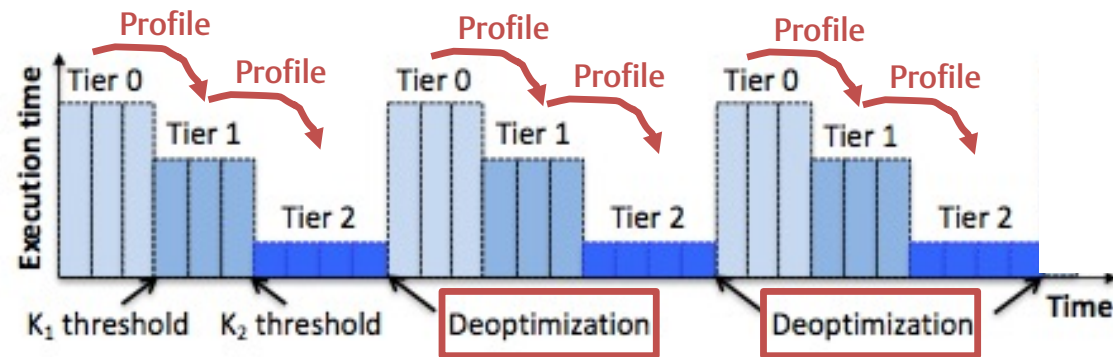 Profile
Profile
Profile
Profile
Profile
Profile
Execution time
Tier 0
Tier 1
Tier 2
Tier 0
Tier 1
Tier 2
Tier 0
Tier 1
Tier 2
K₁ threshold
K₂ threshold
Deoptimization
Deoptimization
Time